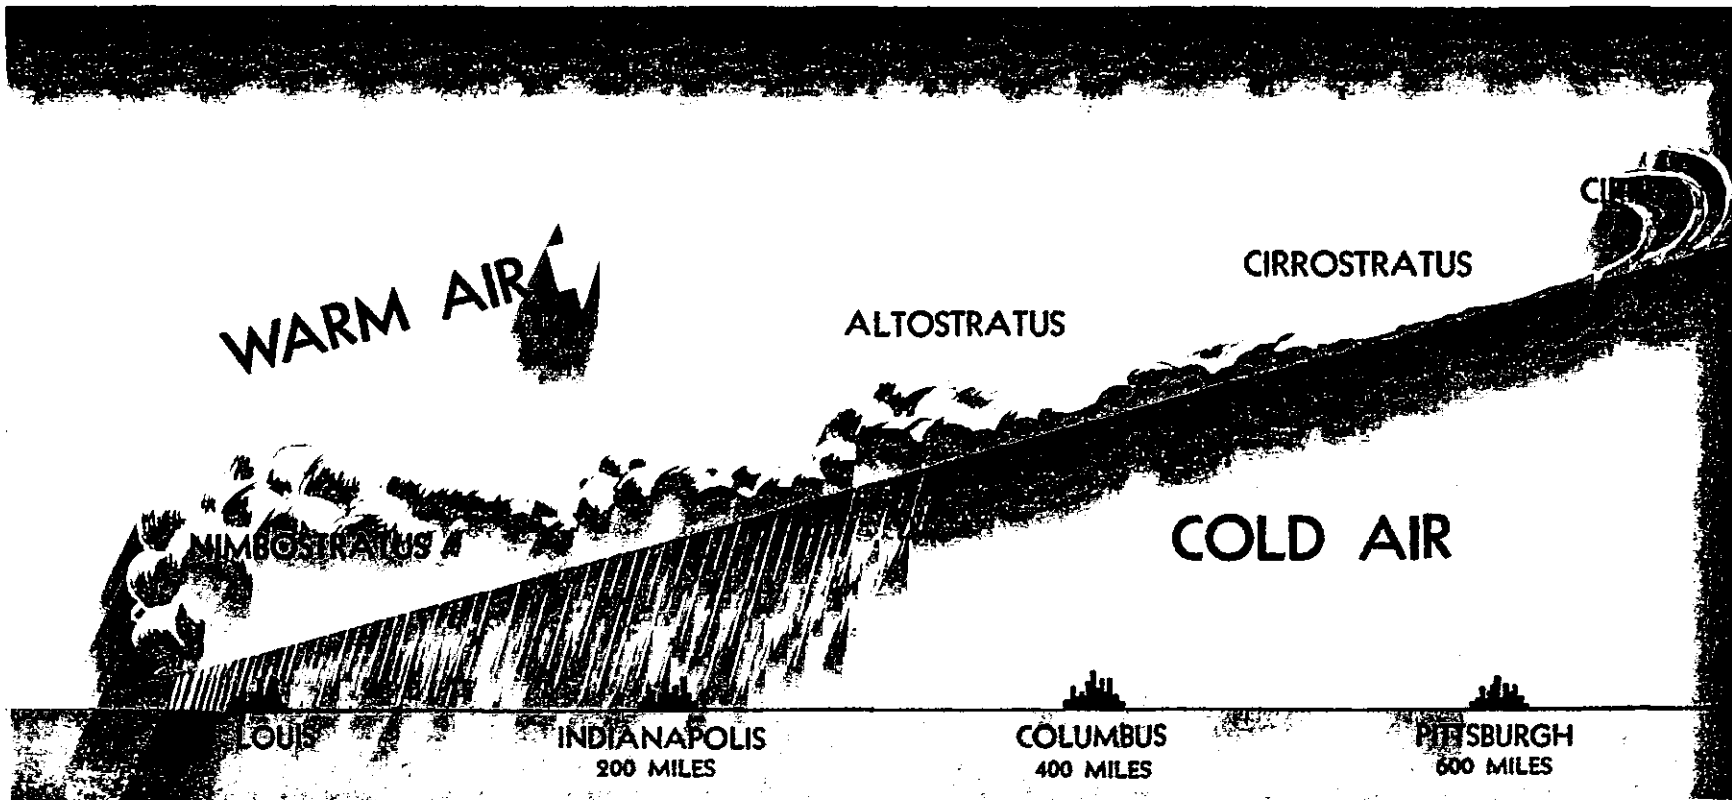 WARM AIR
CIRROSTRATUS
ALTOSTRATUS
NIMBOSTRATUS
COLD AIR
LOUIS
INDIANAPOLIS
200 MILES
COLUMBUS
400 MILES
PITTSBURGH
600 MILES